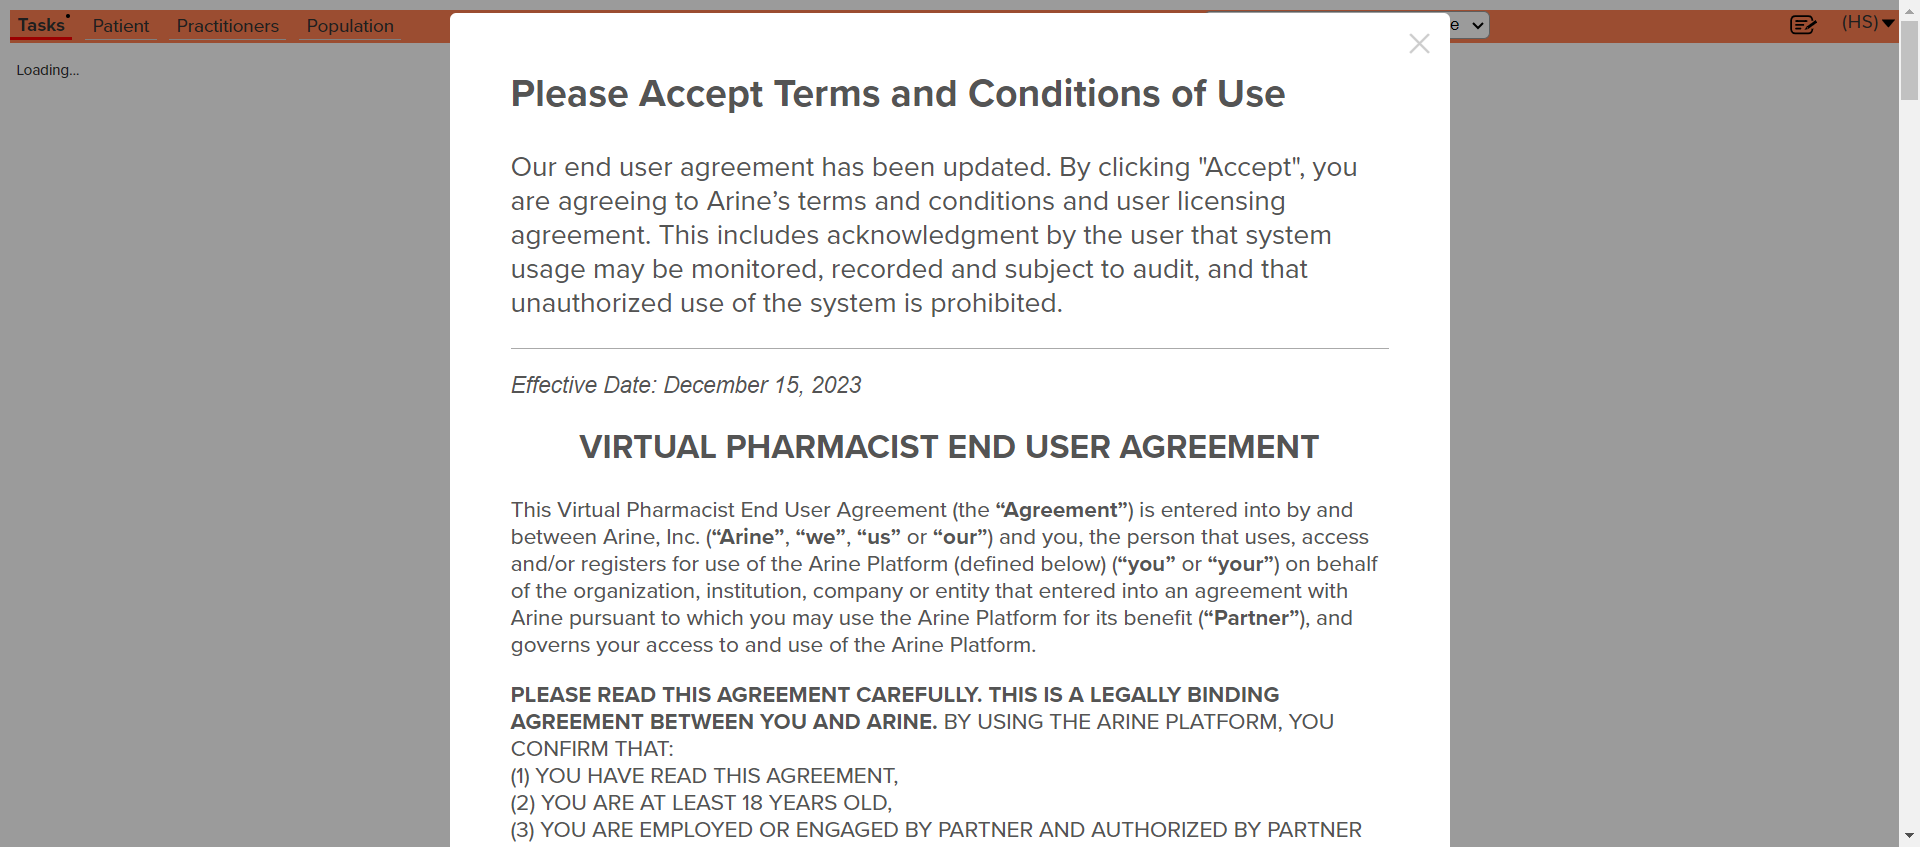 Tasks Patient Practitioners Population
e
(HS)
Loading...
Please Accept Terms and Conditions of Use
Our end user agreement has been updated. By clicking "Accept", you
are agreeing to Arine’s terms and conditions and user licensing
agreement. This includes acknowledgment by the user that system
usage may be monitored, recorded and subject to audit, and that
unauthorized use of the system is prohibited.
Effective Date: December 15, 2023
VIRTUAL PHARMACIST END USER AGREEMENT
This Virtual Pharmacist End User Agreement (the “Agreement”) is entered into by and
between Arine, Inc. (“Arine”, “we”, “us” or “our”) and you, the person that uses, access
and/or registers for use of the Arine Platform (defined below) (“you” or “your”) on behalf
of the organization, institution, company or entity that entered into an agreement with
Arine pursuant to which you may use the Arine Platform for its benefit (“Partner”), and
governs your access to and use of the Arine Platform.
PLEASE READ THIS AGREEMENT CAREFULLY. THIS IS A LEGALLY BINDING
AGREEMENT BETWEEN YOU AND ARINE. BY USING THE ARINE PLATFORM, YOU
CONFIRM THAT:
(1) YOU HAVE READ THIS AGREEMENT,
(2) YOU ARE AT LEAST 18 YEARS OLD,
(3) YOU ARE EMPLOYED OR ENGAGED BY PARTNER AND AUTHORIZED BY PARTNER